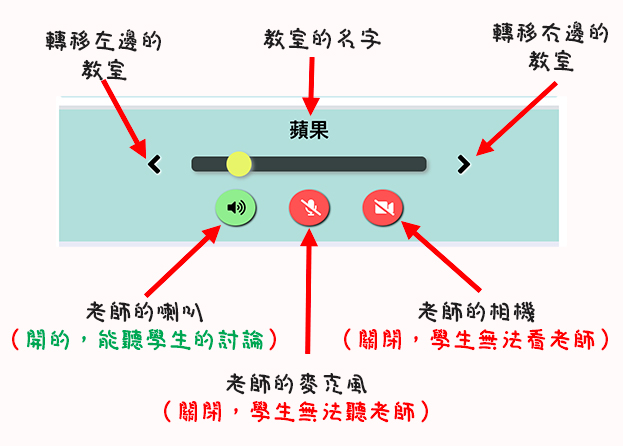 轉移左邊的
教室
教室的名字
轉移右邊的
教室
蘋果
老師的喇叭
（開的，能聽學生的討論）
老師的相機
（關閉，學生無法看老師）
老師的麥克風
（關閉，學生無法聽老師）